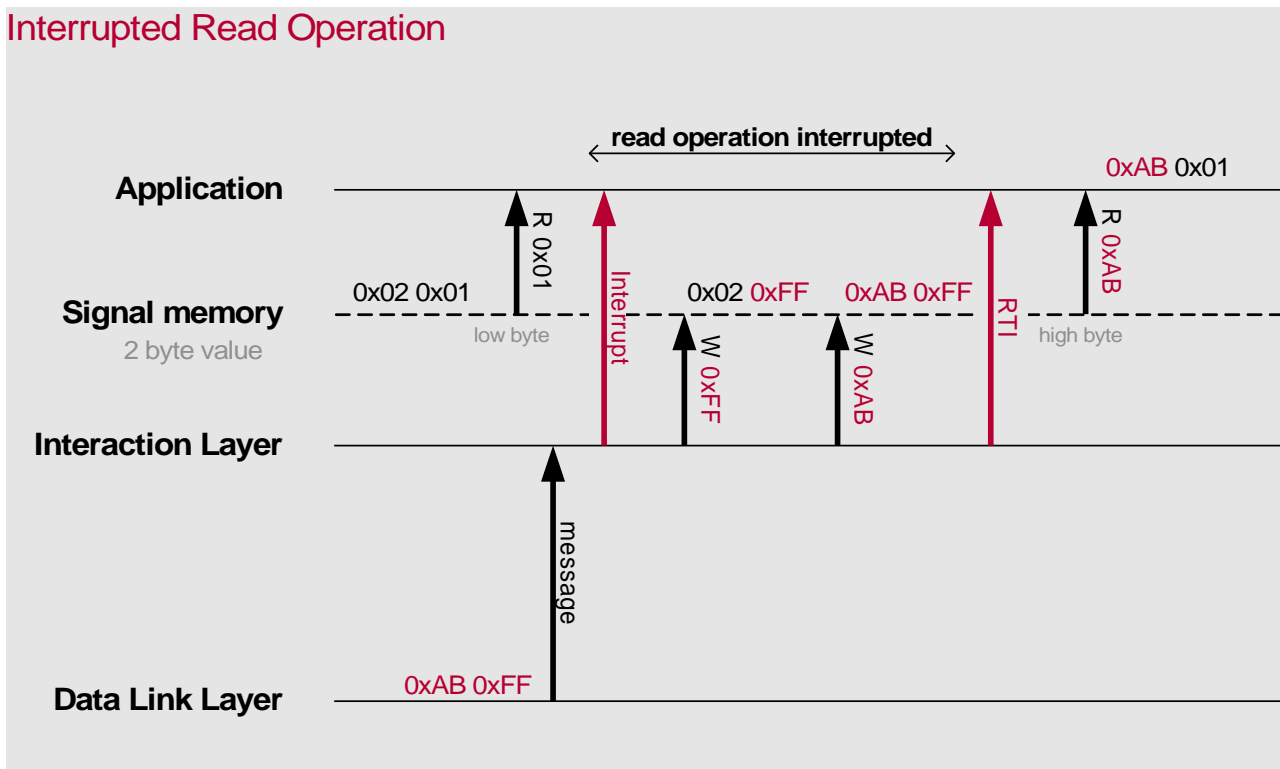 Interrupted Read Operation
read operation interrupted
0xAB 0x01
Application
R 0x01
R 0xAB
Interrupt
RTI
0x02 0x01
0x02 0xFF
0xAB 0xFF
Signal memory
2 byte value
low byte
high byte
W 0xFF
W 0xAB
Interaction Layer
message
0xAB 0xFF
Data Link Layer